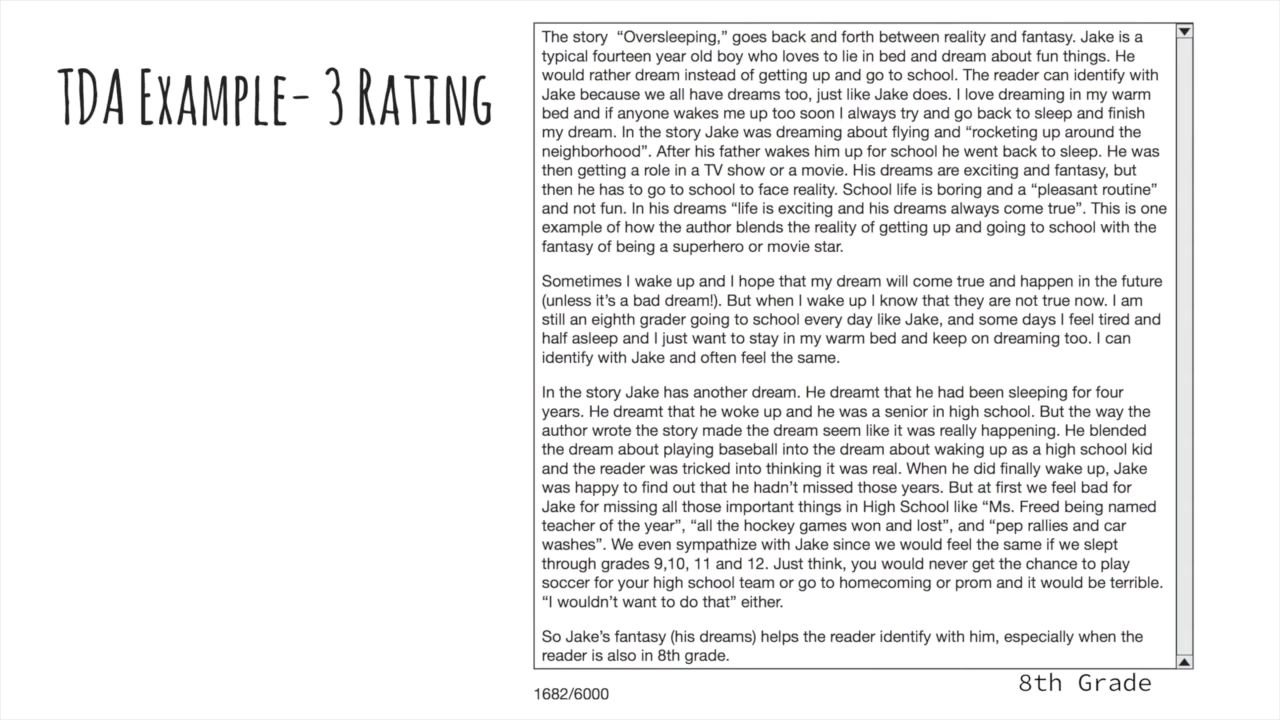 TDA Example- 3 Rating
The story “Oversleeping,” goes back and forth between reality and fantasy. Jake is a
typical fourteen year old boy who loves to lie in bed and dream about fun things. He
would rather dream instead of getting up and go to school. The reader can identify with
Jake because we all have dreams too, just like Jake does. I love dreaming in my warm
bed and if anyone wakes me up too soon I always try and go back to sleep and finish
my dream. In the story Jake was dreaming about flying and “rocketing up around the
neighborhood”. After his father wakes him up for school he went back to sleep. He was
then getting a role in a TV show or a movie. His dreams are exciting and fantasy, but
then he has to go to school to face reality. School life is boring and a “pleasant routine”
and not fun. In his dreams “life is exciting and his dreams always come true”. This is one
example of how the author blends the reality of getting up and going to school with the
fantasy of being a superhero or movie star.
Sometimes I wake up and I hope that my dream will come true and happen in the future
(unless it’s a bad dream!). But when I wake up I know that they are not true now. I am
still an eighth grader going to school every day like Jake, and some days I feel tired and
half asleep and I just want to stay in my warm bed and keep on dreaming too. I can
identify with Jake and often feel the same.
In the story Jake has another dream. He dreamt that he had been sleeping for four
years. He dreamt that he woke up and he was a senior in high school. But the way the
author wrote the story made the dream seem like it was really happening. He blended
the dream about playing baseball into the dream about waking up as a high school kid
and the reader was tricked into thinking it was real. When he did finally wake up, Jake
was happy to find out that he hadn’t missed those years. But at first we feel bad for
Jake for missing all those important things in High School like “Ms. Freed being named
teacher of the year”, “all the hockey games won and lost”, and “pep rallies and car
washes”. We even sympathize with Jake since we would feel the same if we slept
through grades 9,10, 11 and 12. Just think, you would never get the chance to play
soccer for your high school team or go to homecoming or prom and it would be terrible.
“I wouldn’t want to do that” either.
So Jake’s fantasy (his dreams) helps the reader identify with him, especially when the
reader is also in 8th grade.
1682/6000
8th Grade